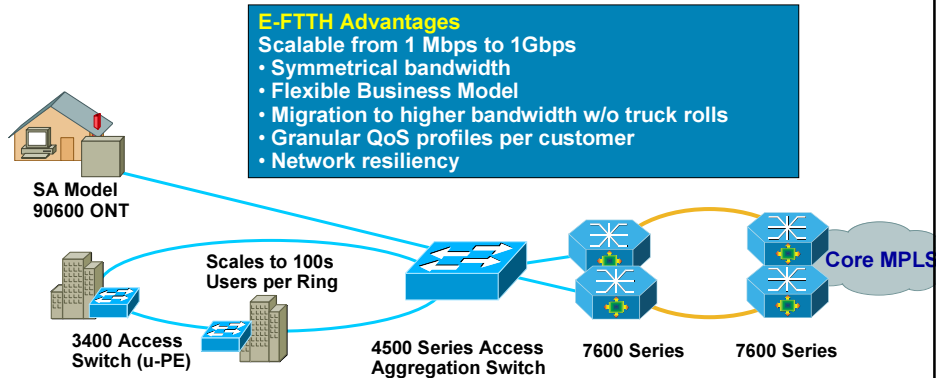 E-FTTH Advantages
Scalable from 1 Mbps to 1Gbps
• Symmetrical bandwidth
• Flexible Business Model
• Migration to higher bandwidth w/o truck rolls
• Granular QoS profiles per customer
• Network resiliency
SA Model
90600 ONT
Scales to 100s
Users per Ring
Core MPLS
3400 Access
Switch (u-PE)
4500 Series Access
Aggregation Switch
7600 Series
7600 Series